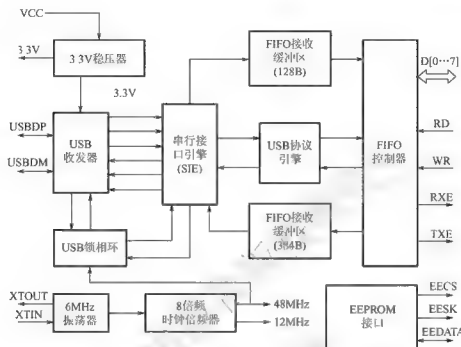 VCC
3 3V
3 3V稳压器
3.3V
USBDP
USBDM
USB
收发器
串行接
口引擎
(SIE)
FIFO接收
缓冲区
(128B)
USB协议
引擎
FIFO接收
缓冲区
(384B)
FIFO
控制器
D[0…7]
RD
WR
RXE
TXE
USB锁相环
XTOUT
XTIN
6MHz
振荡器
8倍频
时钟倍频器
48MHz
12MHz
EEPROM
接口
EECS
EESK
EEDATA